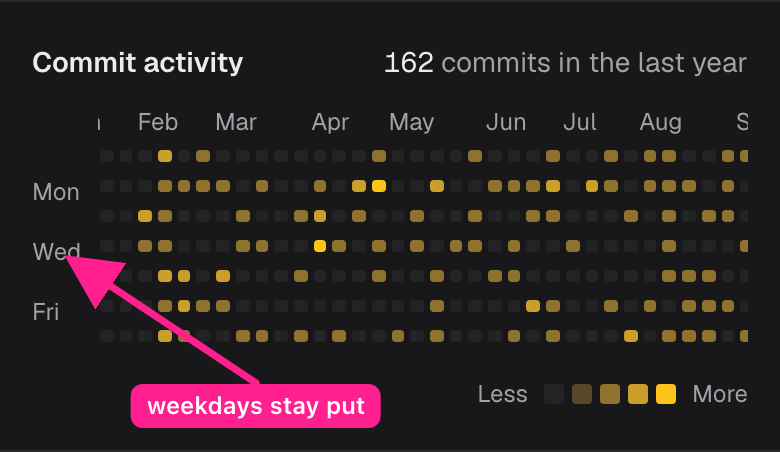 Commit activity
162 commits in the last year
Feb Mar Apr May Jun Jul Aug S
Mon
Wed
Fri
weekdays stay put
Less More